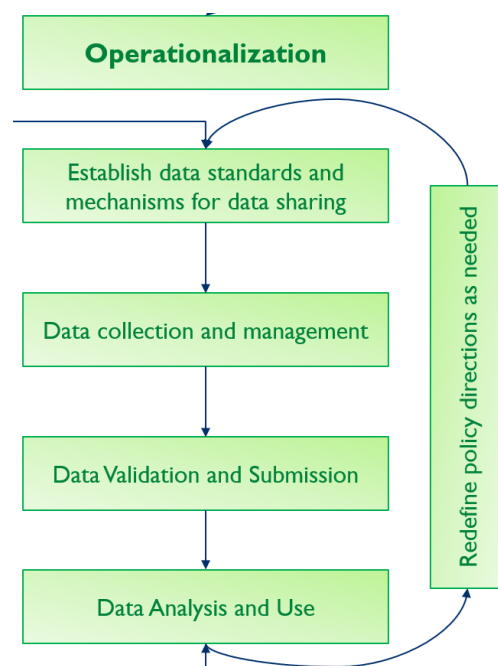 Operationalization
Establish data standards and
mechanisms for data sharing
Data collection and management
Data Validation and Submission
Data Analysis and Use
Redefine policy directions as needed